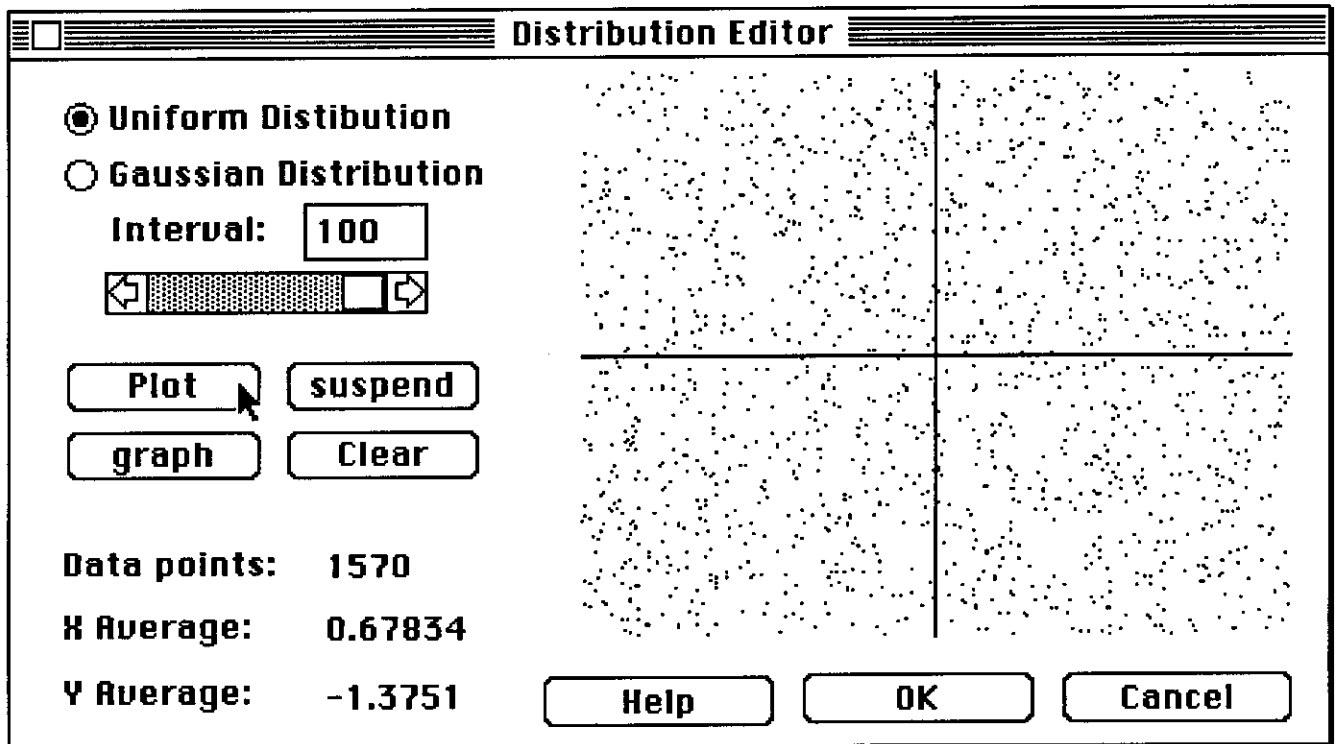 Distribution Editor
Uniform Distibution
Gaussian Distribution
Interval: 100
Plot suspend
graph Clear
Data points: 1570
X Average: 0.67834
Y Average: -1.3751
Help OK Cancel